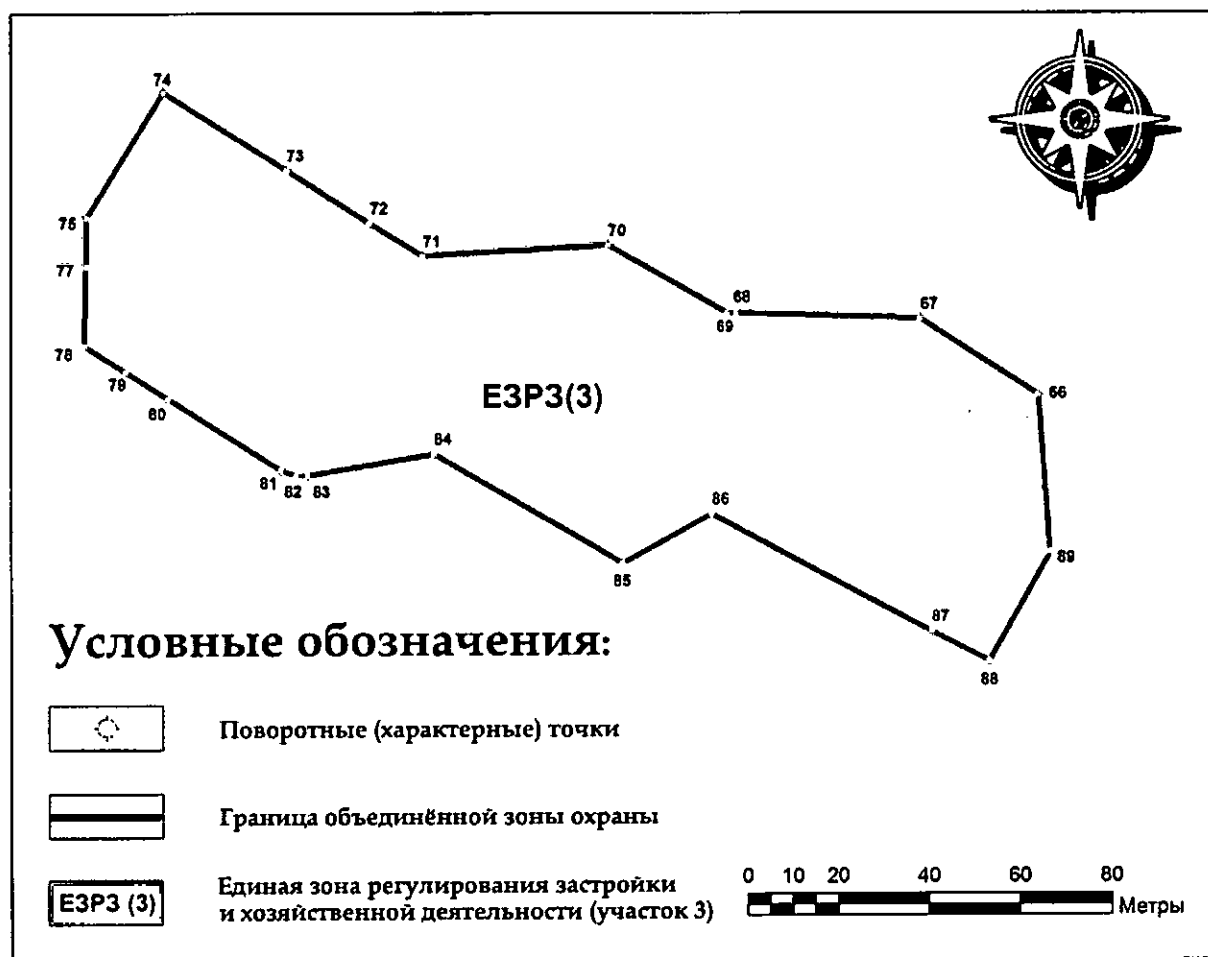 74
73
72
75
71
70
77
68
69
67
78
66
79
ЕЗРЗ(3)
80
84
81
82
83
86
89
85
87
88
Условные обозначения:
Поворотные (характерные) точки
Граница объединённой зоны охраны
ЕЗРЗ (3)
Единая зона регулирования застройки
и хозяйственной деятельности (участок 3)
0 10 20 40 60 80
Метры